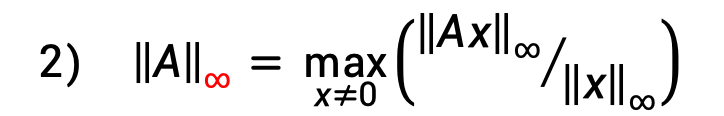 2) ‖A‖∞ = max x≠0 (‖Ax‖∞/‖x‖∞)